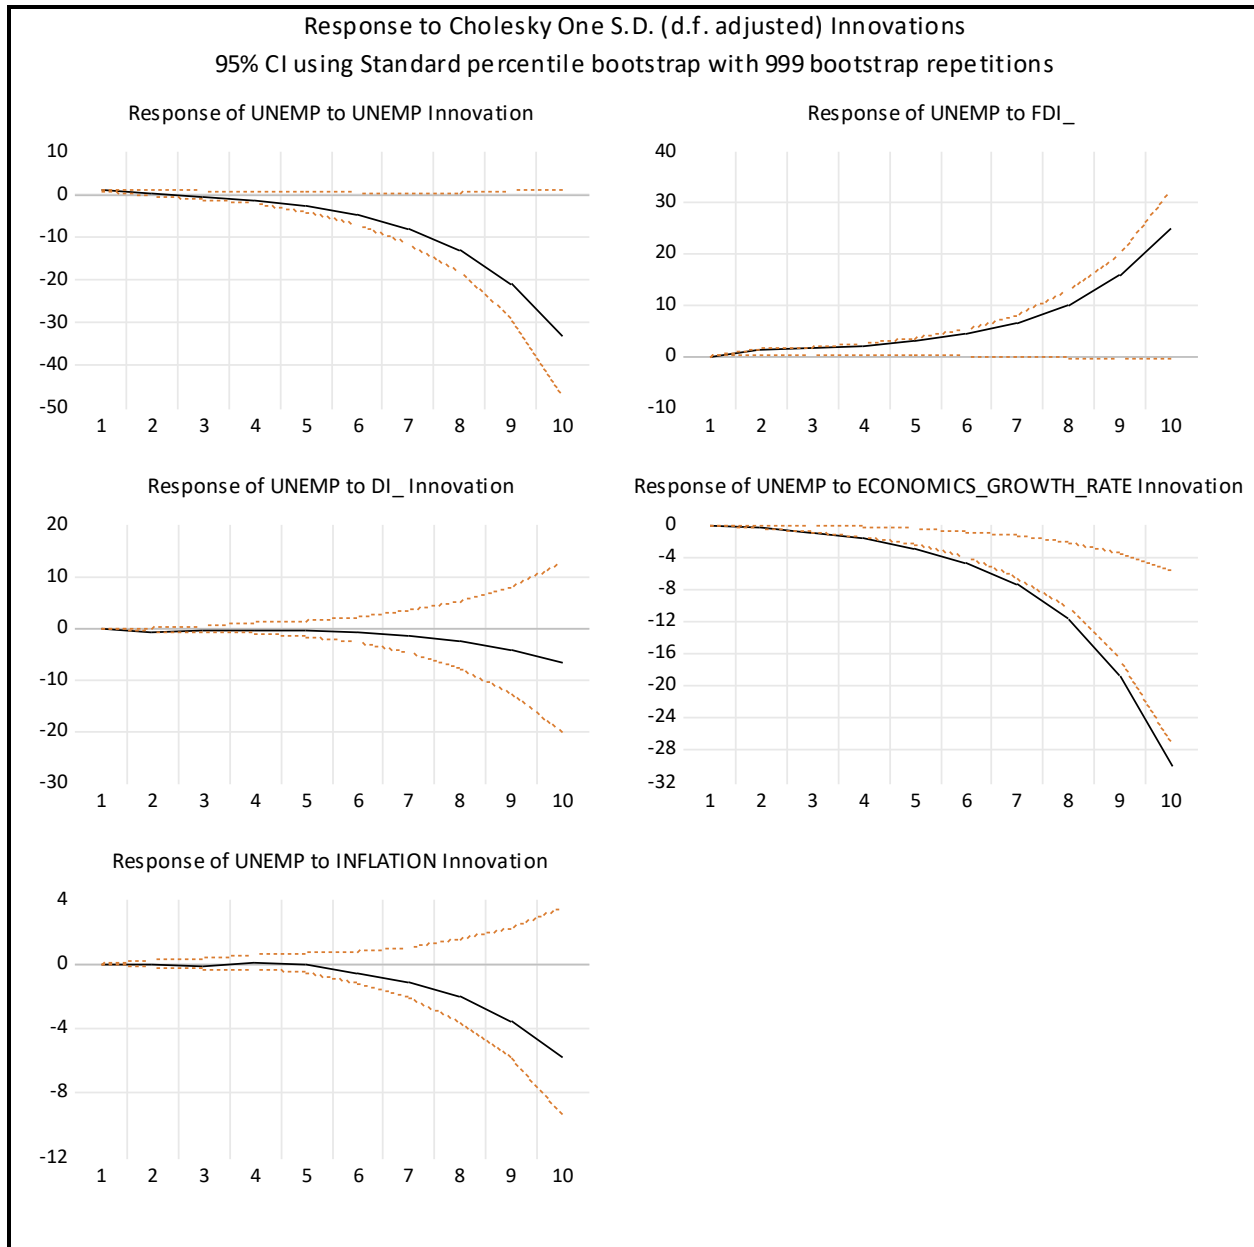 Response to Cholesky One S.D. (d.f. adjusted) Innovations
95% CI using Standard percentile bootstrap with 999 bootstrap repetitions
Response of UNEMP to UNEMP Innovation
10
0
-10
-20
-30
-40
-50
1 2 3 4 5 6 7 8 9 10
Response of UNEMP to FDI_
40
30
20
10
0
-10
1 2 3 4 5 6 7 8 9 10
Response of UNEMP to DI_ Innovation
20
10
0
-10
-20
-30
1 2 3 4 5 6 7 8 9 10
Response of UNEMP to ECONOMICS_GROWTH_RATE Innovation
0
-4
-8
-12
-16
-20
-24
-28
-32
1 2 3 4 5 6 7 8 9 10
Response of UNEMP to INFLATION Innovation
4
0
-4
-8
-12
1 2 3 4 5 6 7 8 9 10